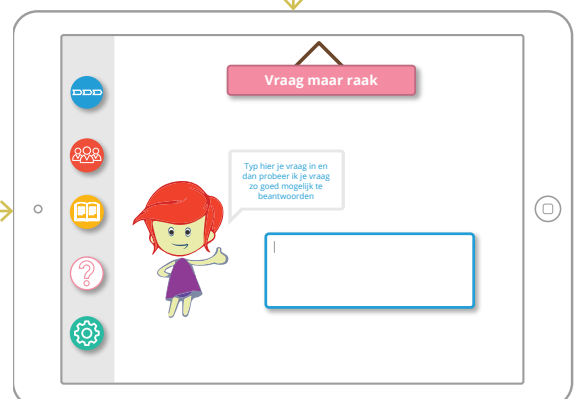 Vraag maar raak
Typ hier je vraag in en
dan probeer ik je vraag
zo goed mogelijk te
beantwoorden
?